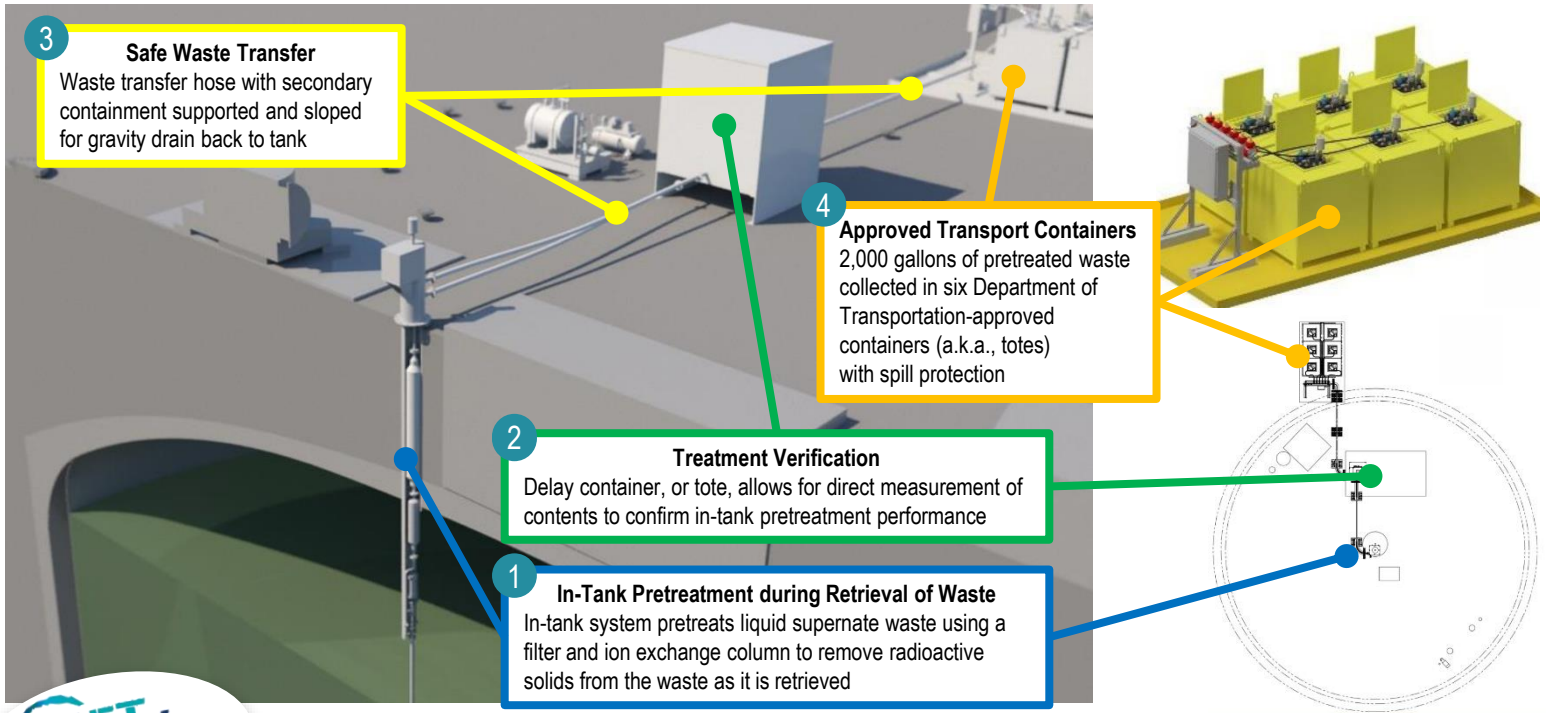 3
Safe Waste Transfer
Waste transfer hose with secondary
containment supported and sloped
for gravity drain back to tank
4
Approved Transport Containers
2,000 gallons of pretreated waste
collected in six Department of
Transportation-approved
containers (a.k.a., totes)
with spill protection
2
Treatment Verification
Delay container, or tote, allows for direct measurement of
contents to confirm in-tank pretreatment performance
1
In-Tank Pretreatment during Retrieval of Waste
In-tank system pretreats liquid supernate waste using a
filter and ion exchange column to remove radioactive
solids from the waste as it is retrieved